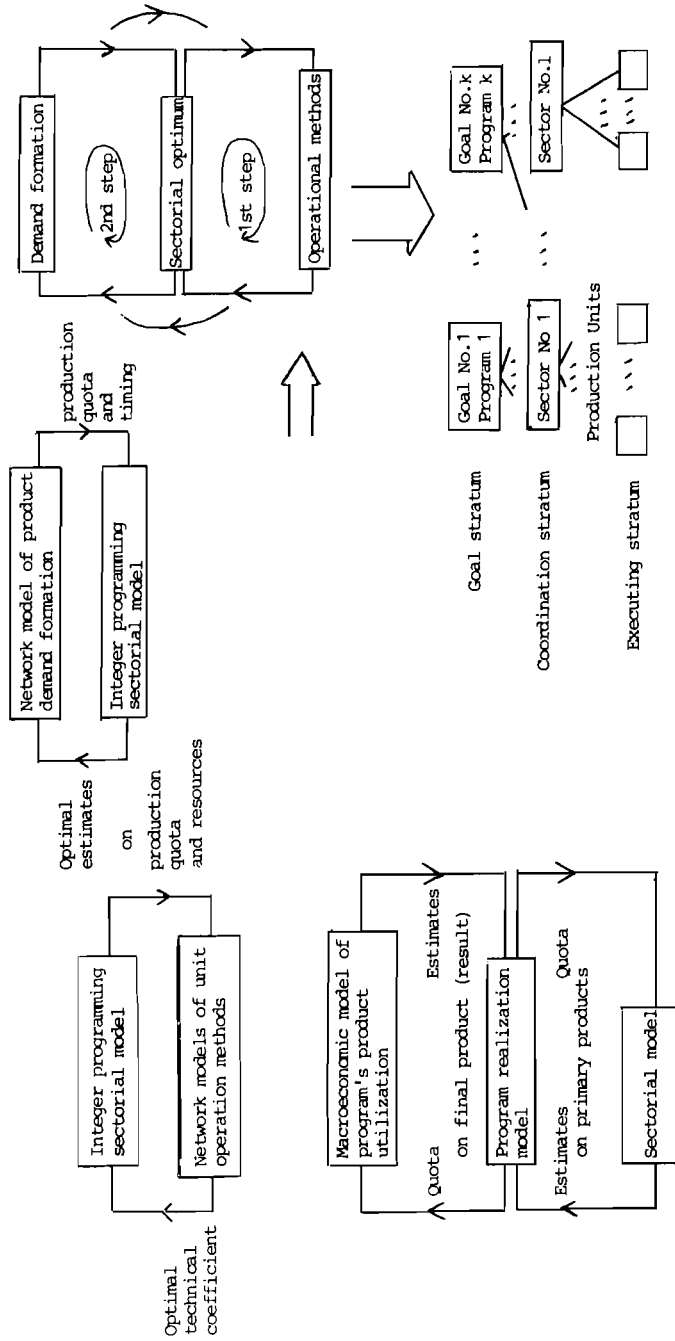 Integer programming
sectorial model
Network models of unit
operation methods
Optimal
technical
coefficient
Network model of product
demand formation
Integer programming
sectorial model
Optimal
estimates
on
production
quota
and resources
production
quota
and
timing
Demand formation
2nd step
Sectorial optimum
1st step
Operational methods
Macroeconomic model of
program's product
utilization
Quota
Estimates
on final product (result)
Program realization
model
Estimates
Quota
on primary products
Sectorial model
Goal stratum
Goal No.1
Program 1
Goal No.k
Program k
Coordination stratum
Sector No 1
Sector No.l
Production Units
Executing stratum